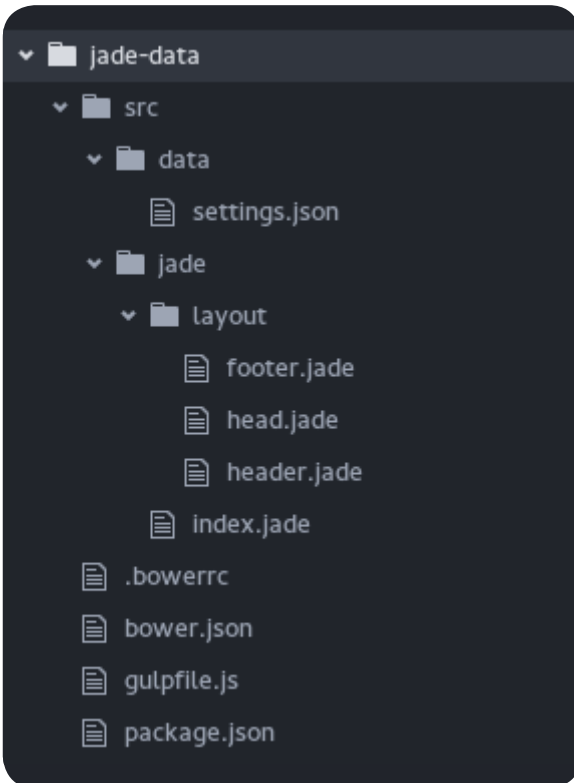 jade-data
src
data
settings.json
jade
layout
footer.jade
head.jade
header.jade
index.jade
.bowerrc
bower.json
gulpfile.js
package.json